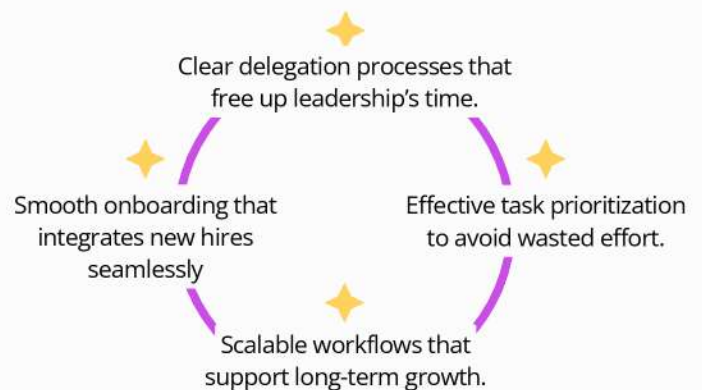 Clear delegation processes that
free up leadership’s time.
Smooth onboarding that
integrates new hires
seamlessly
Effective task prioritization
to avoid wasted effort.
Scalable workflows that
support long-term growth.